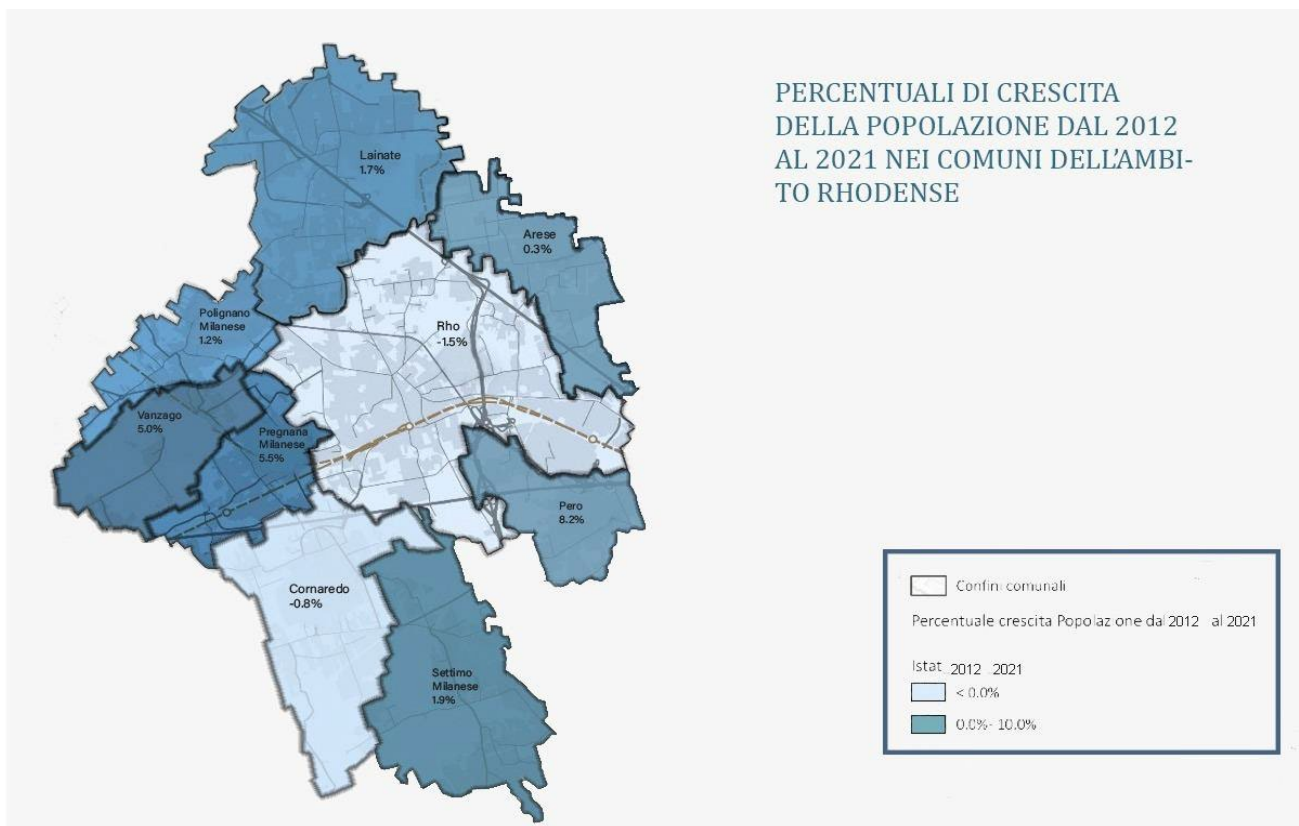 PERCENTUALI DI CRESCITA
DELLA POPOLAZIONE DAL 2012
AL 2021 NEI COMUNI DELL'AMBI-
TO RHODENSE
Lainate
1.7%
Arese
0.3%
Rho
-1.5%
Polignano
Milanese
1.2%
Vanzago
5.0%
Pregnana
Milanese
5.5%
Pero
8.2%
Cornaredo
-0.8%
Settimo
Milanese
1.9%
Confini comunali
Percentuale crescita Popolaz one dal 2012 al 2021
Istat 2012 2021
< 0.0%
0.0%- 10.0%